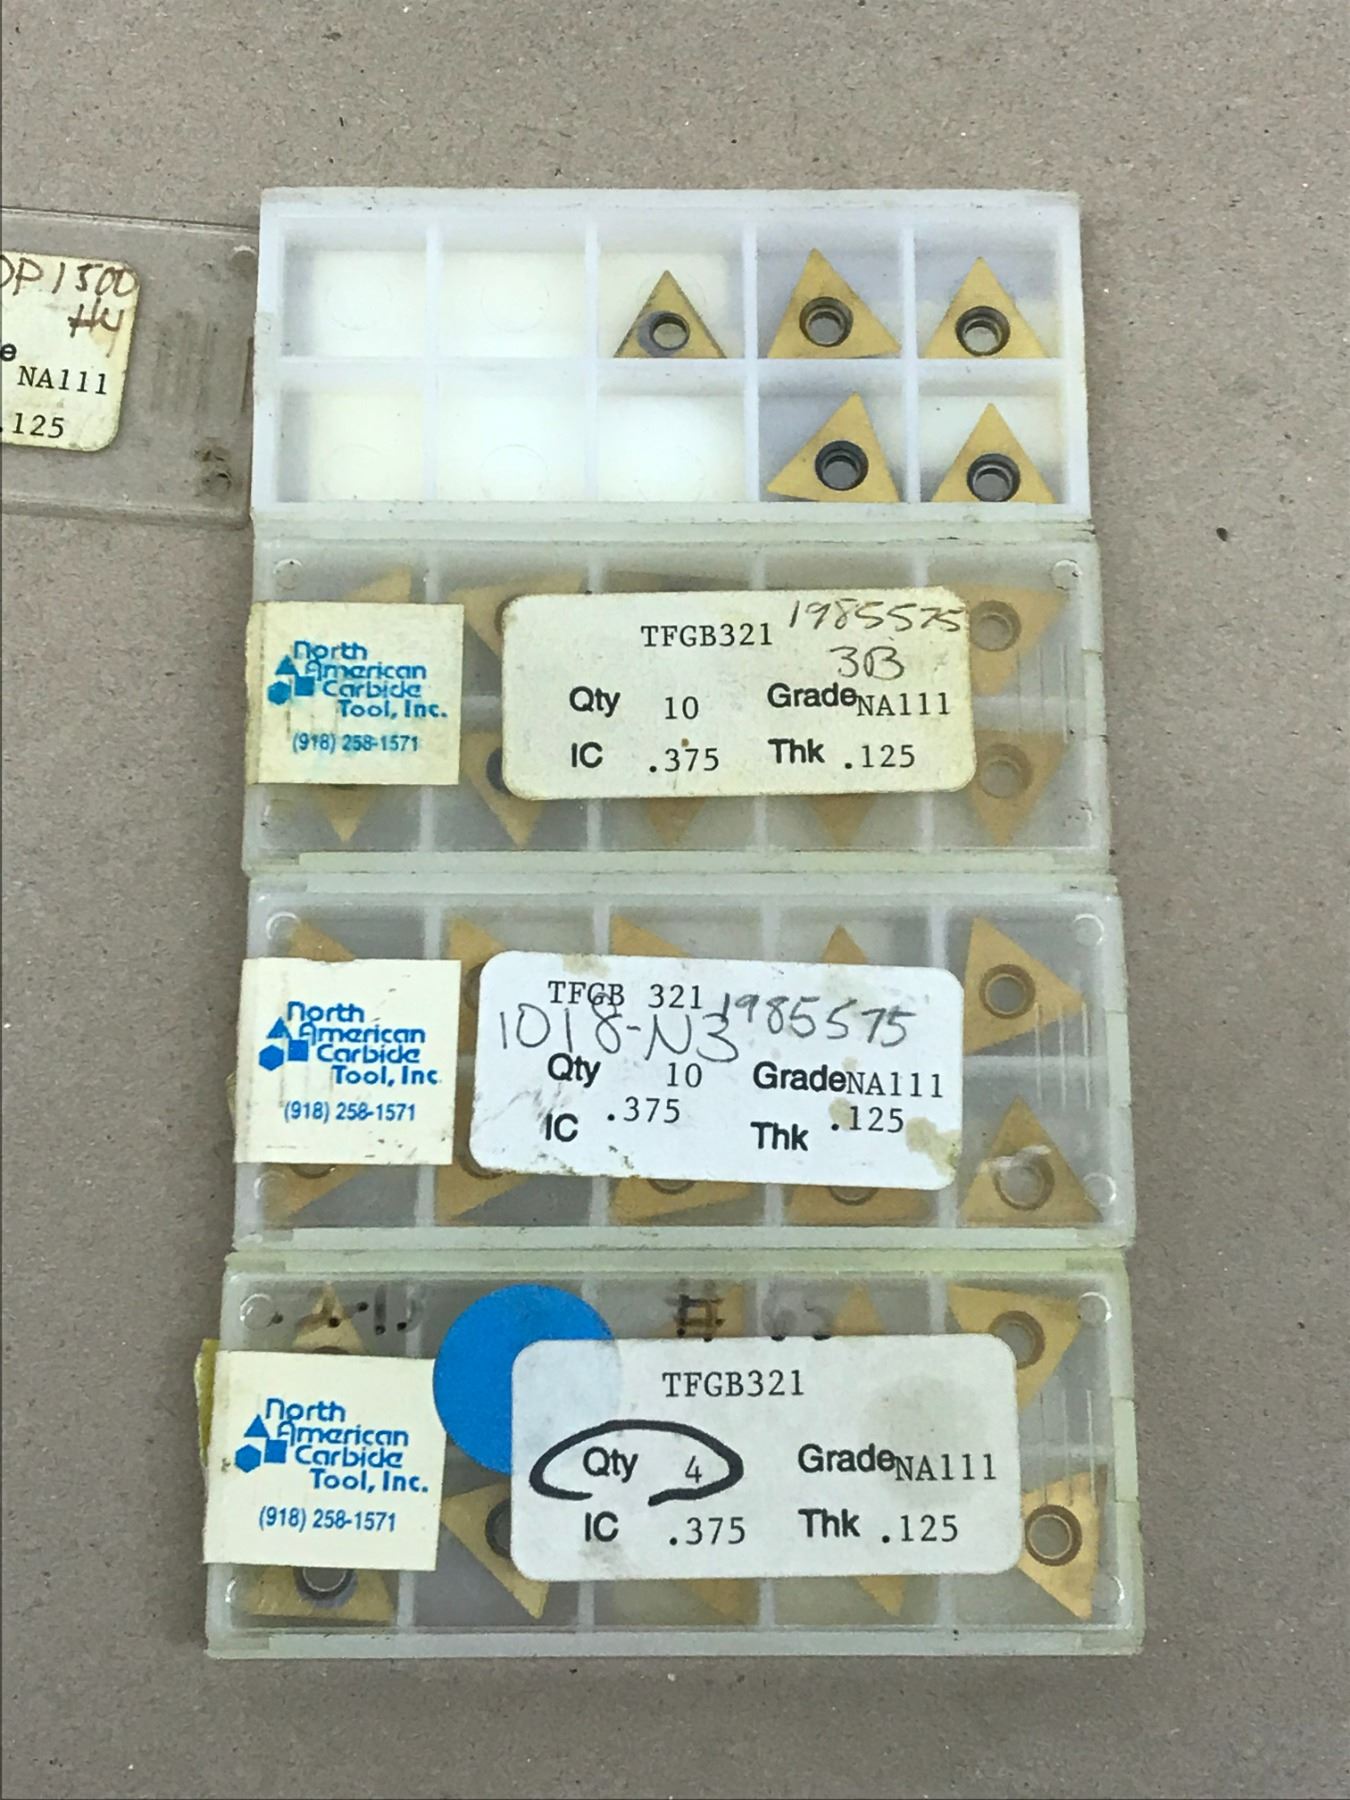 DP1500
HU
e
NA111
.125
North
American
Carbide
Tool, Inc.
(918) 258-1571
TFGB321 1985575
3B
Qty 10 Grade NA111
IC .375 Thk .125
North
American
Carbide
Tool, Inc
(918) 258-1571
TFGB 321 1985575
1018-N3
Qty 10 Grade NA111
IC .375 Thk .125
#
North
American
Carbide
Tool, Inc.
(918) 258-1571
TFGB321
Qty 4 Grade NA111
IC .375 Thk .125